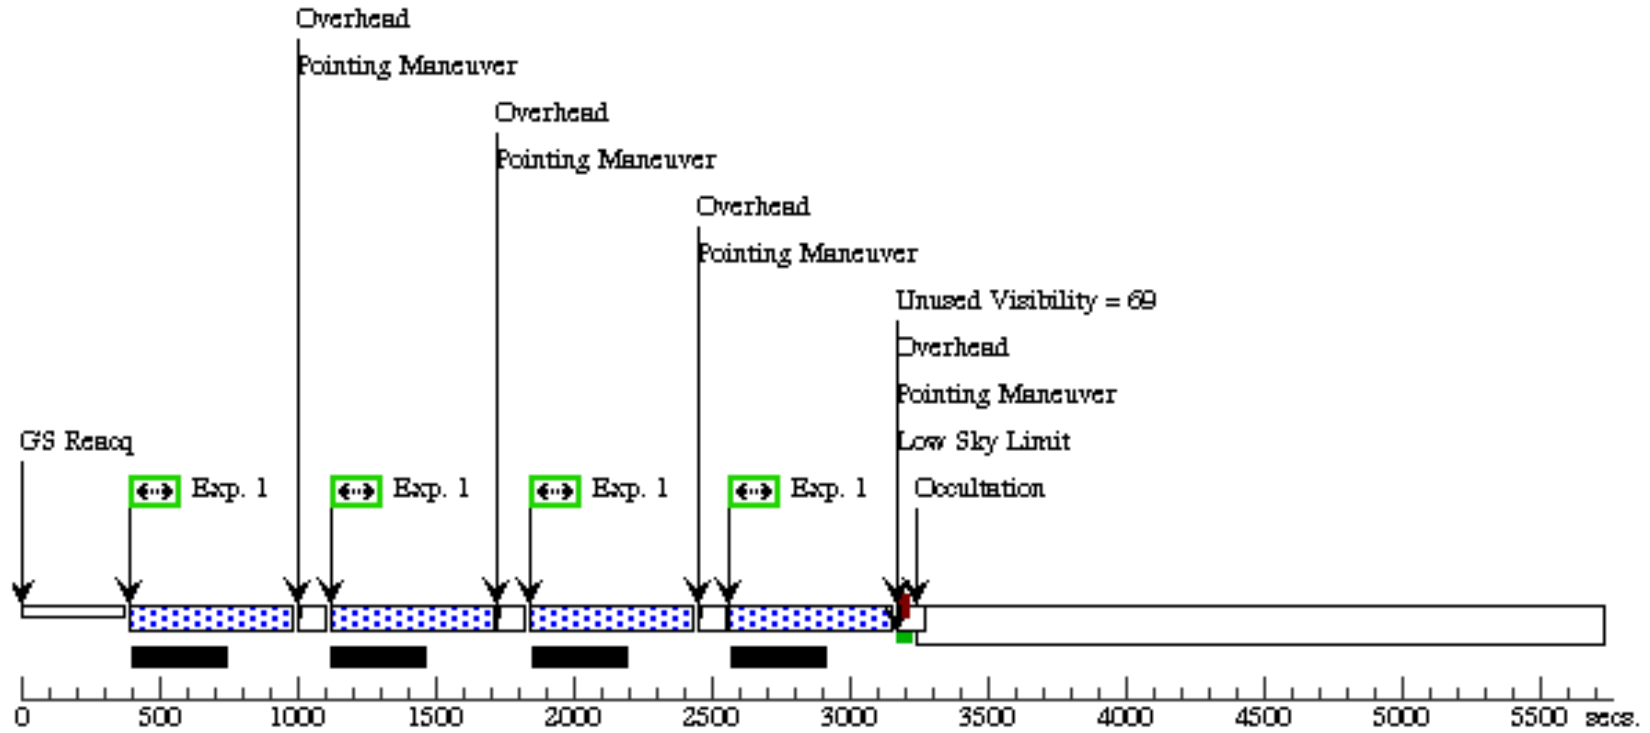 Overhead
Pointing Maneuver
Overhead
Pointing Maneuver
Overhead
Pointing Maneuver
Unused Visibility = 69
Overhead
Pointing Maneuver
GS Reacq
Low Sky Limit
Exp. 1 Exp. 1 Exp. 1 Exp. 1 Occultation
0 500 1000 1500 2000 2500 3000 3500 4000 4500 5000 5500 secs.